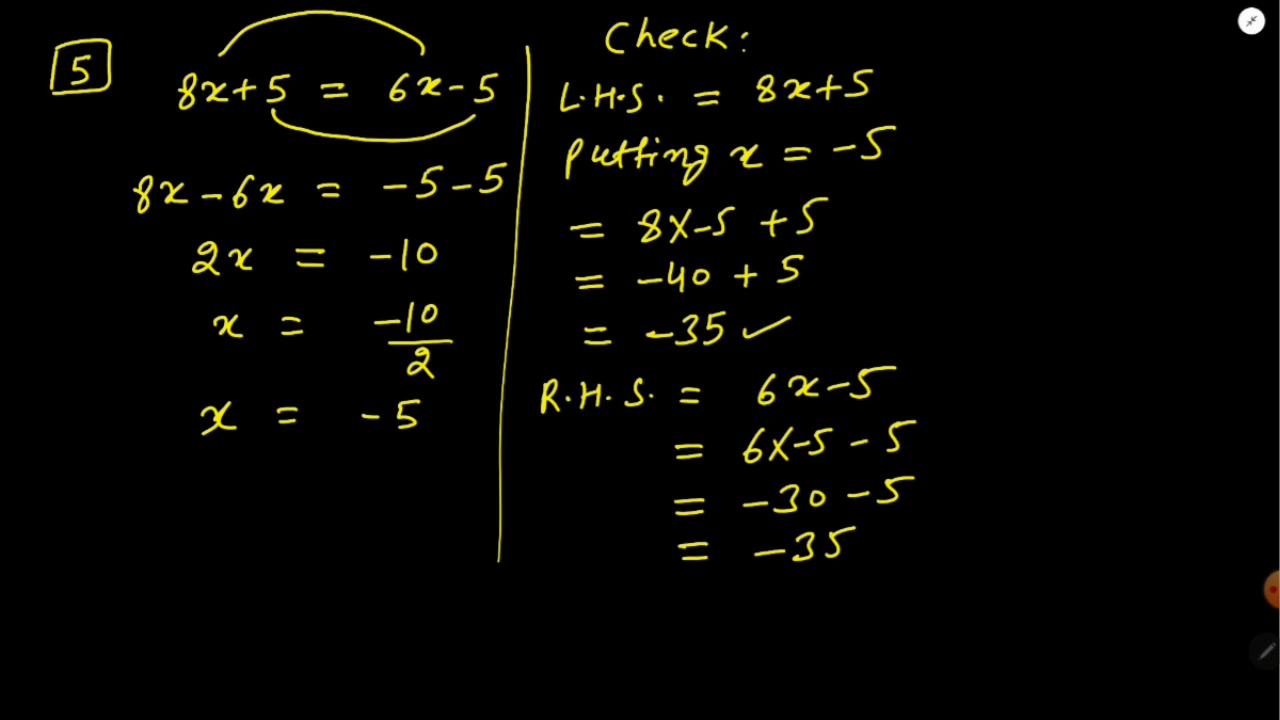 5
8x+5 = 6x-5
8x-6x = -5-5
2x = -10
x = -10/2
x = -5
Check:
L.H.S. = 8x+5
Putting x = -5
= 8×-5 +5
= -40 + 5
= -35 ✓
R.H.S. = 6x-5
= 6×-5 -5
= -30 -5
= -35